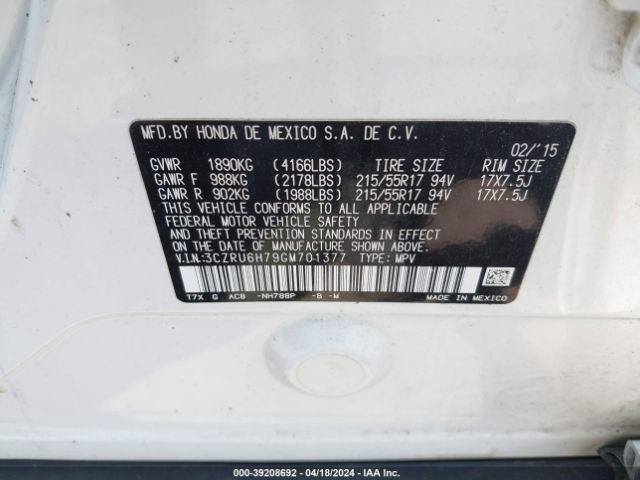 MFD.BY HONDA DE MEXICO S.A. DE C.V.
02/'15
GVWR 1890KG (4166LBS) TIRE SIZE RIM SIZE
GAWR F 988KG (2178LBS) 215/55R17 94V 17X7.5J
GAWR R 902KG (1988LBS) 215/55R17 94V 17X7.5J
THIS VEHICLE CONFORMS TO ALL APPLICABLE
FEDERAL MOTOR VEHICLE SAFETY
AND THEFT PREVENTION STANDARDS IN EFFECT
ON THE DATE OF MANUFACTURE SHOWN ABOVE.
V.I.N:3CZRU6H79GM701377 TYPE: MPV
T7X G AC8 -NH788P -B -M MADE IN MEXICO
000-39208692 - 04/18/2024 - IAA Inc.